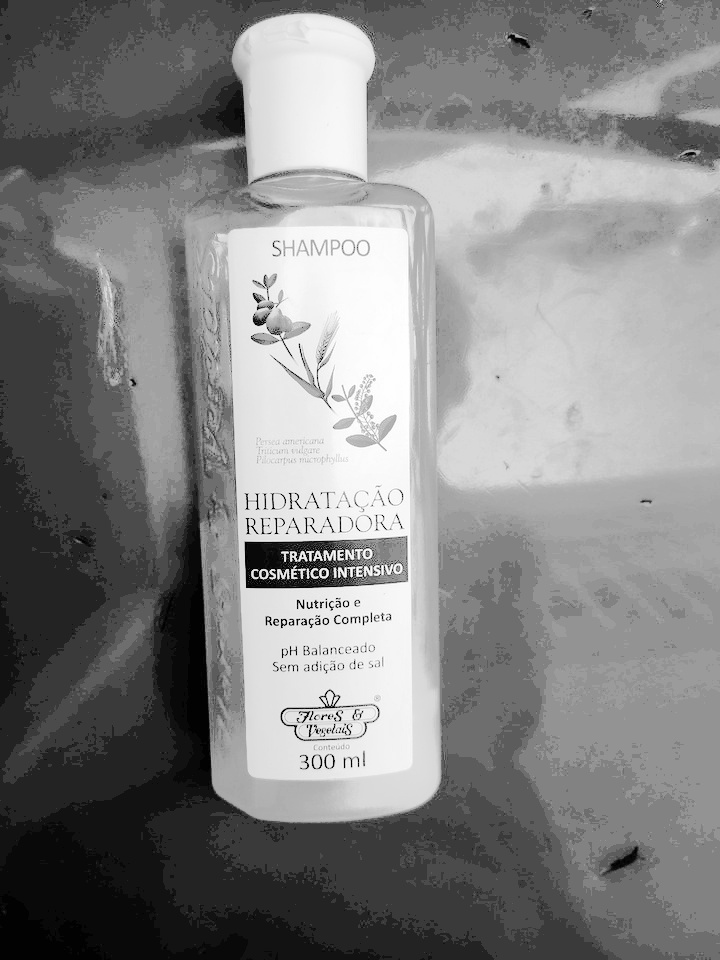 SHAMPOO
Persea americana
Triticum vulgare
Pilocarpus microphyllus
HIDRATAÇÃO
REPARADORA
TRATAMENTO
COSMÉTICO INTENSIVO
Nutrição e
Reparação Completa
pH Balanceado
Sem adição de sal
®
Flores &
Vegetais
Conteúdo
300 ml